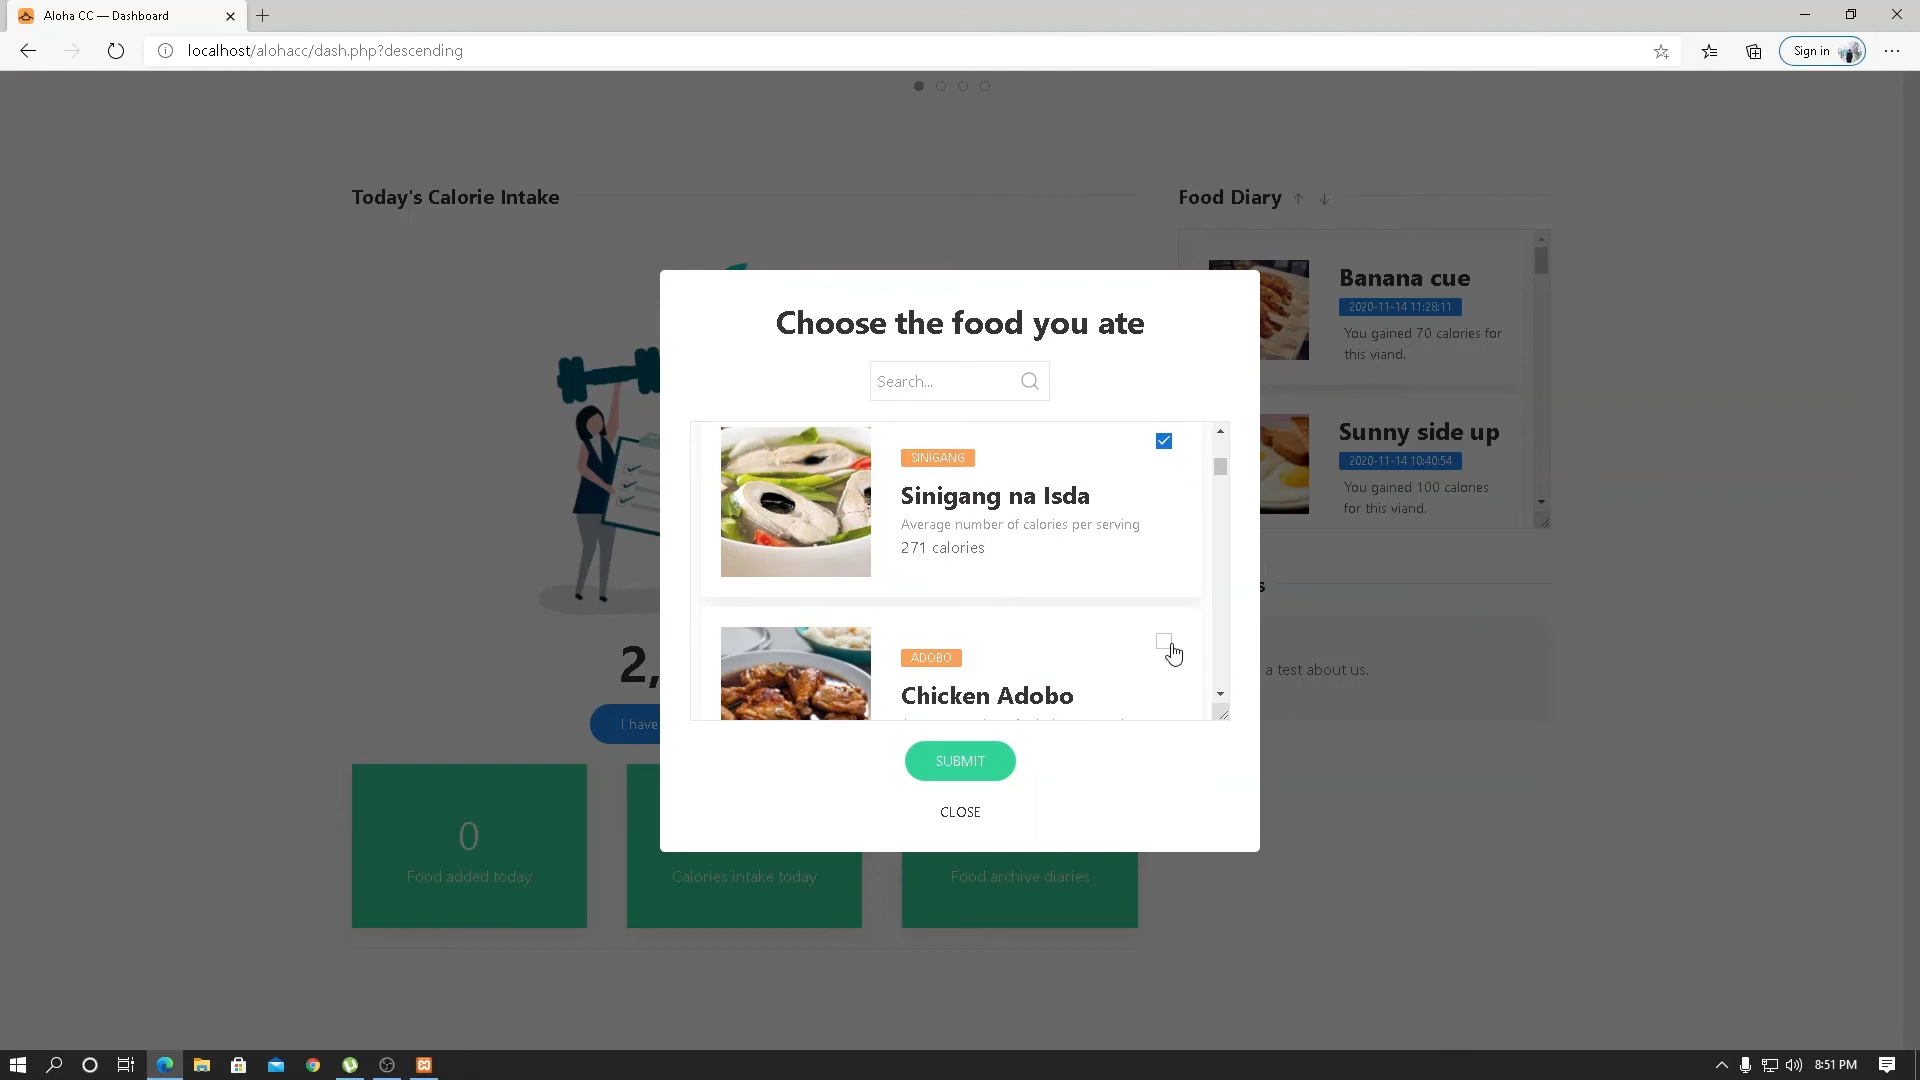 Aloha CC — Dashboard
localhost/alohacc/dash.php?descending
Sign in
Today's Calorie Intake
Food Diary
Banana cue
2020-11-14 11:28:11
You gained 70 calories for
this viand.
Sunny side up
2020-11-14 10:40:54
You gained 100 calories
for this viand.
Choose the food you ate
Search...
SINIGANG
Sinigang na Isda
Average number of calories per serving
271 calories
ADOBO
Chicken Adobo
SUBMIT
CLOSE
s
a test about us.
2,
I have
0
Food added today
Calories intake today
Food archive diaries
8:51 PM